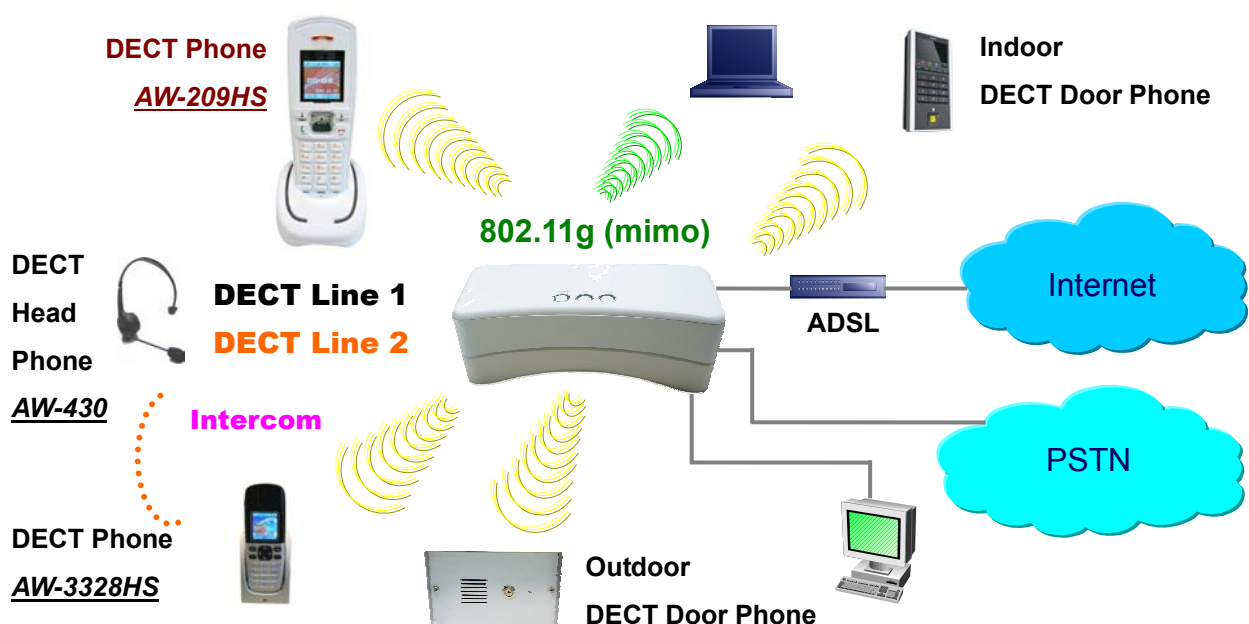 DECT Phone
AW-209HS
Indoor
DECT Door Phone
802.11g (mimo)
DECT
Head
Phone
AW-430
DECT Line 1
DECT Line 2
Intercom
ADSL
Internet
PSTN
DECT Phone
AW-3328HS
Outdoor
DECT Door Phone